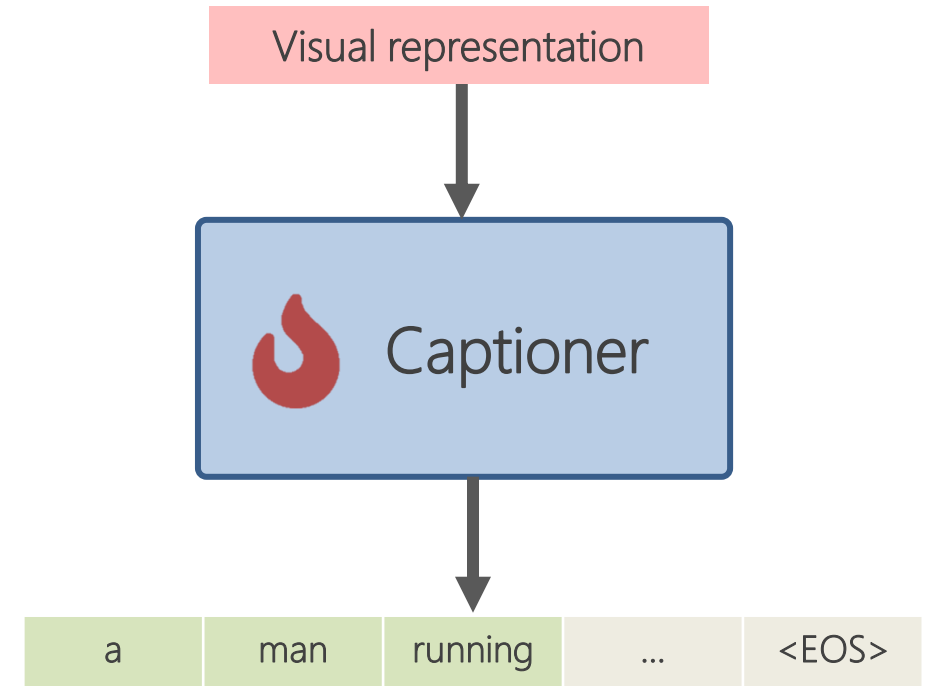 Visual representation
Captioner
a man running ... <EOS>